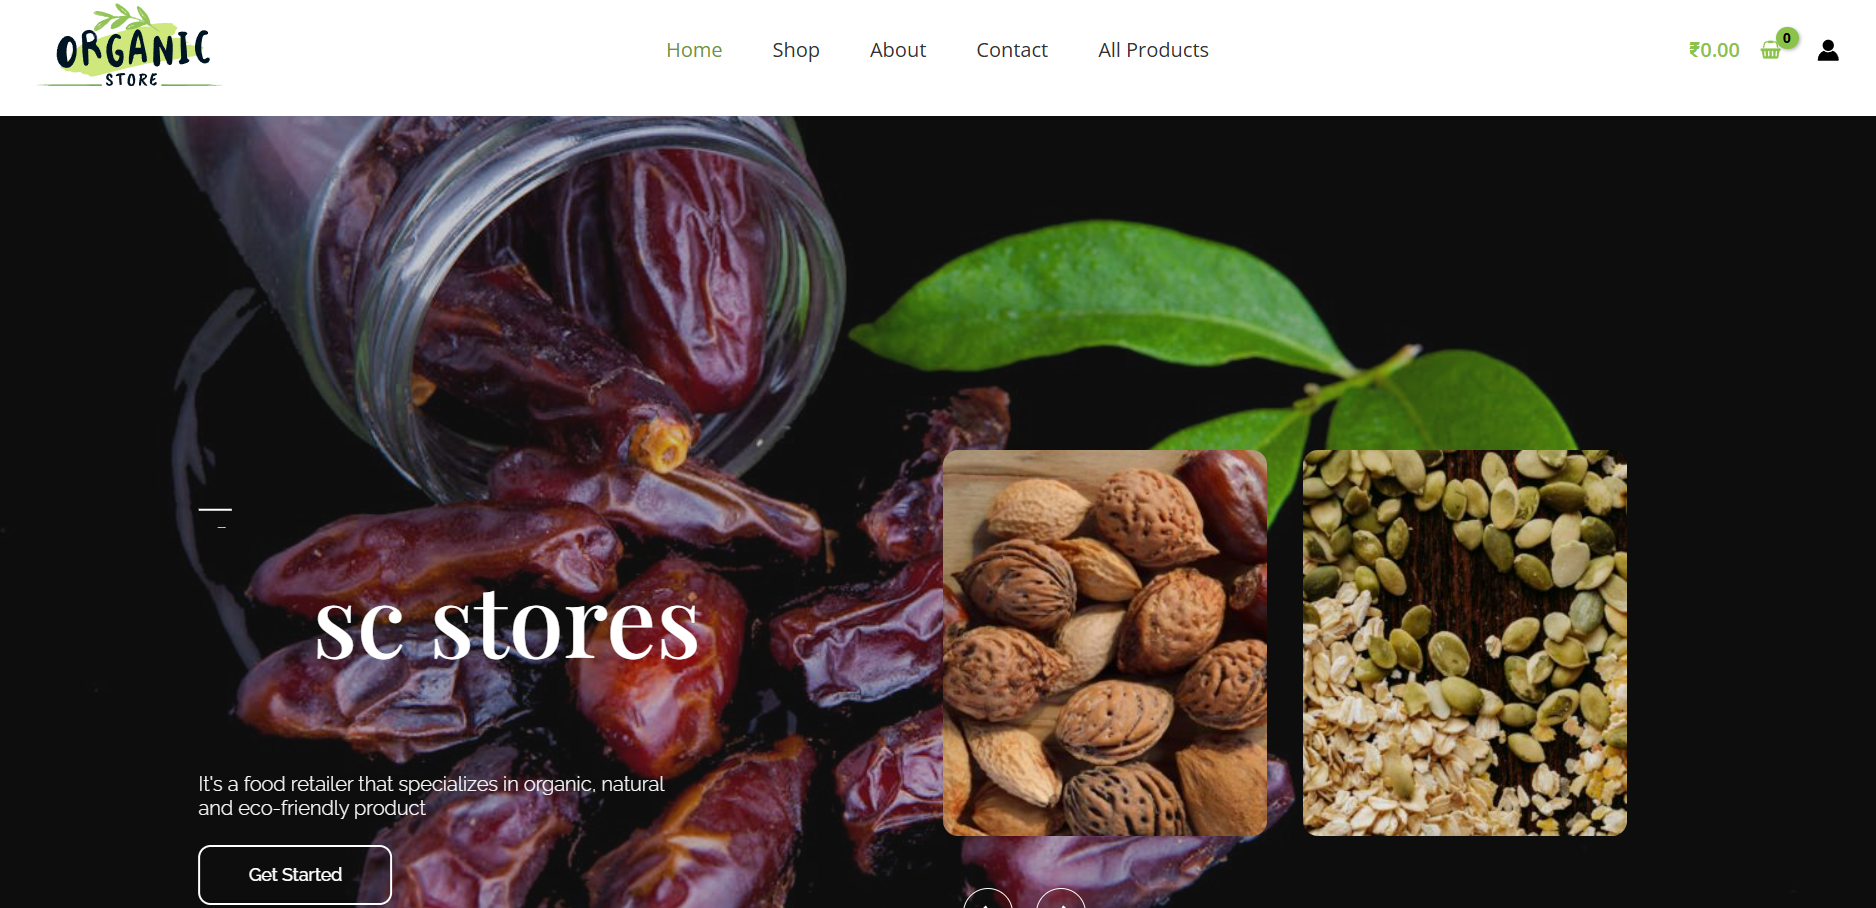 ORGANIC
STORE
Home
Shop
About
Contact
All Products
₹0.00
0
sc stores
It's a food retailer that specializes in organic, natural
and eco-friendly product
Get Started